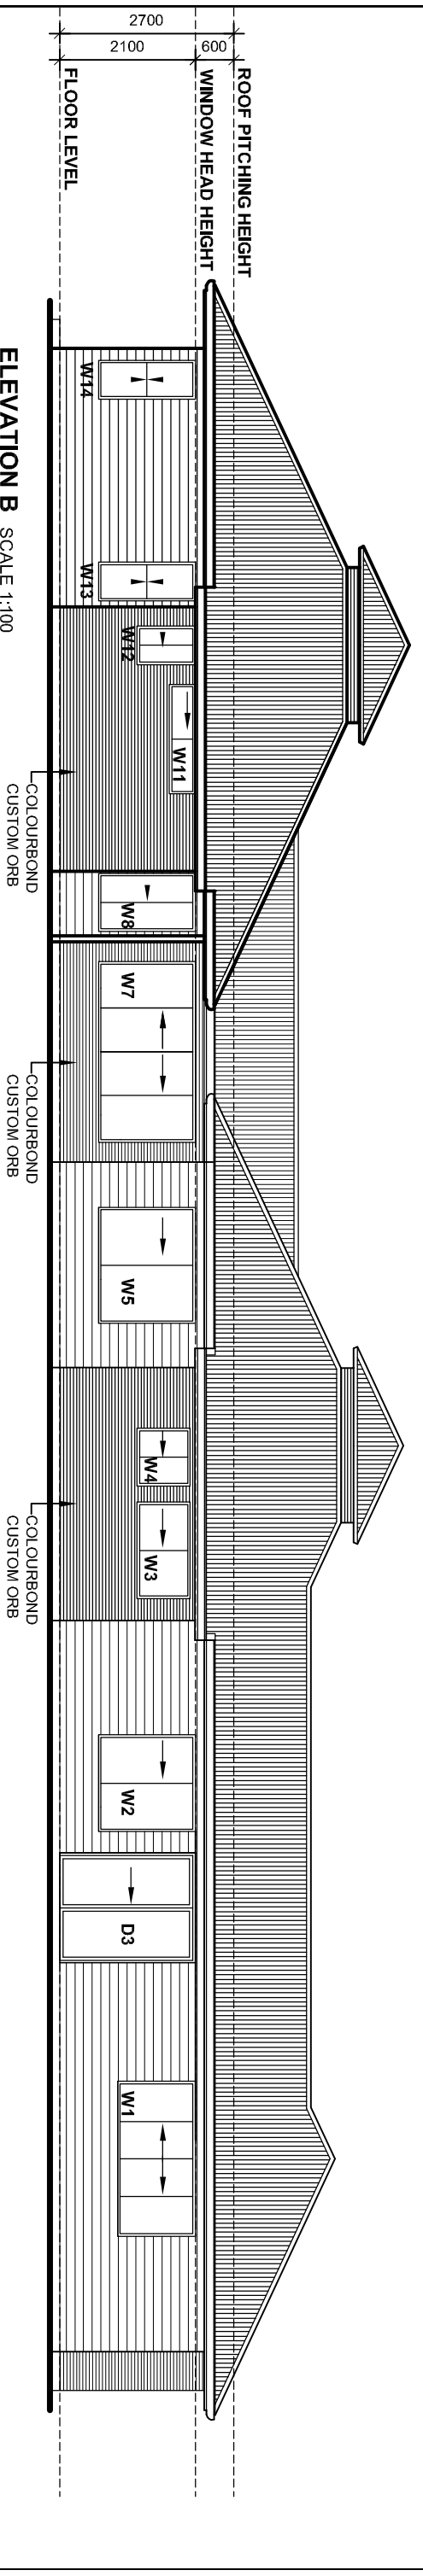 2700
2100
600
ROOF PITCHING HEIGHT
WINDOW HEAD HEIGHT
FLOOR LEVEL
W14
W13
W12
W11
W8
W7
W5
W4
W3
W2
D3
W1
COLOURBOND
CUSTOM ORB
COLOURBOND
CUSTOM ORB
COLOURBOND
CUSTOM ORB
ELEVATION B SCALE 1:100